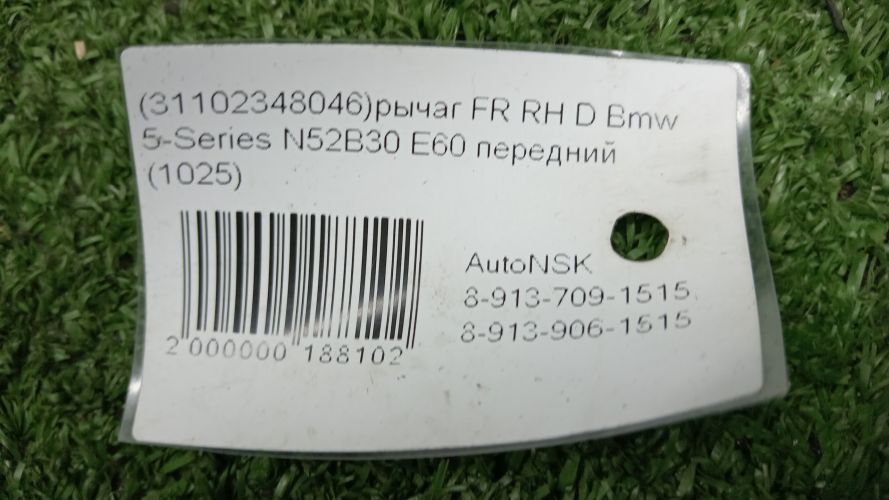 (31102348046)рычаг FR RH D Bmw
5-Series N52B30 E60 передний
(1025)
AutoNSK
8-913-709-1515
8-913-906-1515
2 000000 188102